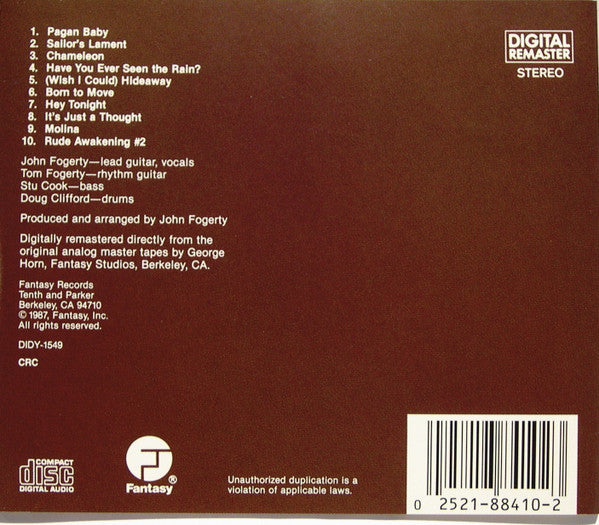 1. Pagan Baby
2. Sailor's Lament
3. Chameleon
4. Have You Ever Seen the Rain?
5. (Wish I Could) Hideaway
6. Born to Move
7. Hey Tonight
8. It's Just a Thought
9. Molina
10. Rude Awakening #2
DIGITAL
REMASTER
STEREO
John Fogerty—lead guitar, vocals
Tom Fogerty—rhythm guitar
Stu Cook—bass
Doug Clifford—drums
Produced and arranged by John Fogerty
Digitally remastered directly from the
original analog master tapes by George
Horn, Fantasy Studios, Berkeley, CA.
Fantasy Records
Tenth and Parker
Berkeley, CA 94710
© 1987, Fantasy, Inc.
All rights reserved.
DIDY-1549
CRC
COMPACT
disc
DIGITAL AUDIO
Fantasy®
Unauthorized duplication is a
violation of applicable laws.
0 2521-88410-2